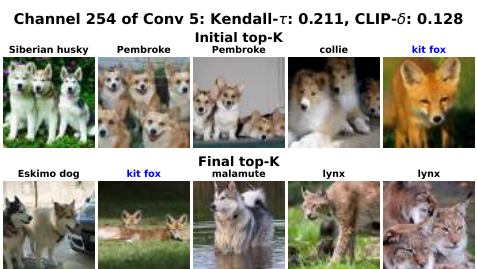 Channel 254 of Conv 5: Kendall-τ: 0.211, CLIP-δ: 0.128
Initial top-K
Siberian husky Pembroke Pembroke collie kit fox
Final top-K
Eskimo dog kit fox malamute lynx lynx